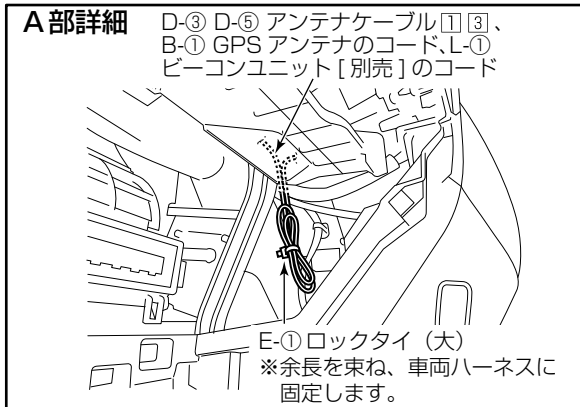 A部詳細
D-③ D-⑤ アンテナケーブル 1 3 、
B-① GPS アンテナのコード、L-①
ビーコンユニット [ 別売 ] のコード
E-① ロックタイ（大）
※余長を束ね、車両ハーネスに
固定します。